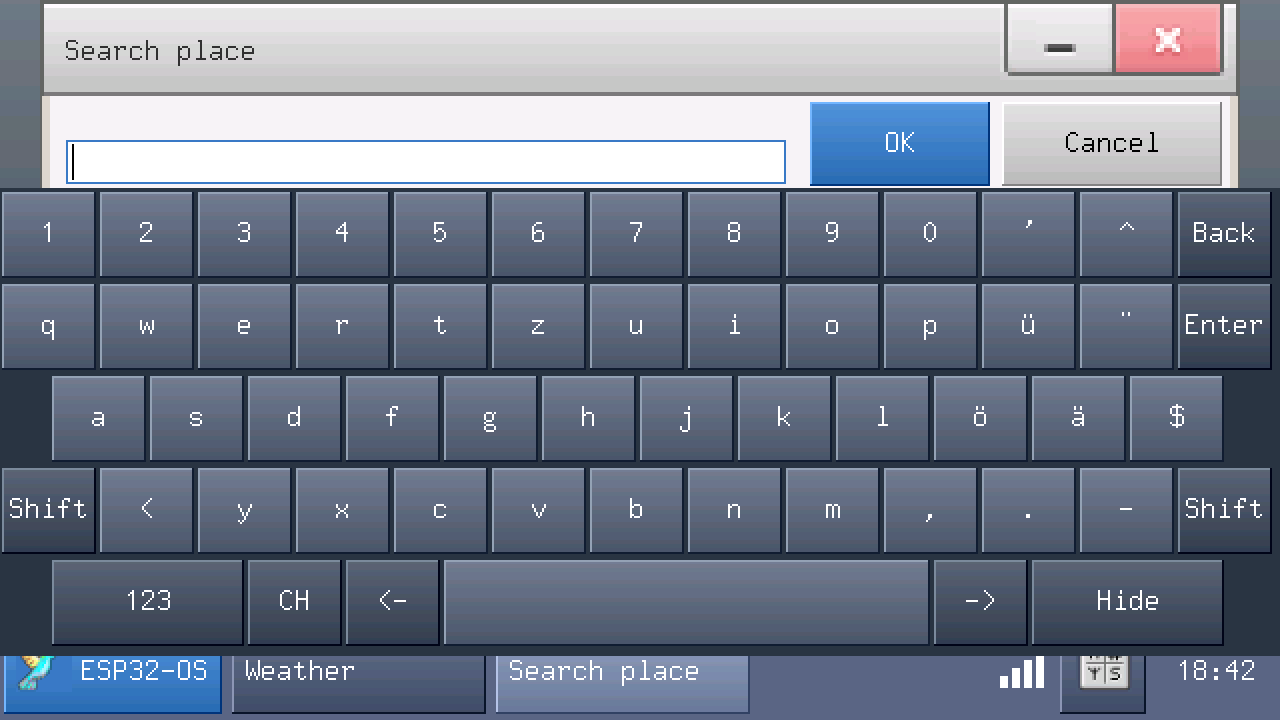 Search place
OK Cancel
1 2 3 4 5 6 7 8 9 0 ' ^ Back
q w e r t z u i o p ü ¨ Enter
a s d f g h j k l ö ä $
Shift < y x c v b n m , . - Shift
123 CH <- -> Hide
ESP32-OS Weather Search place 18:42